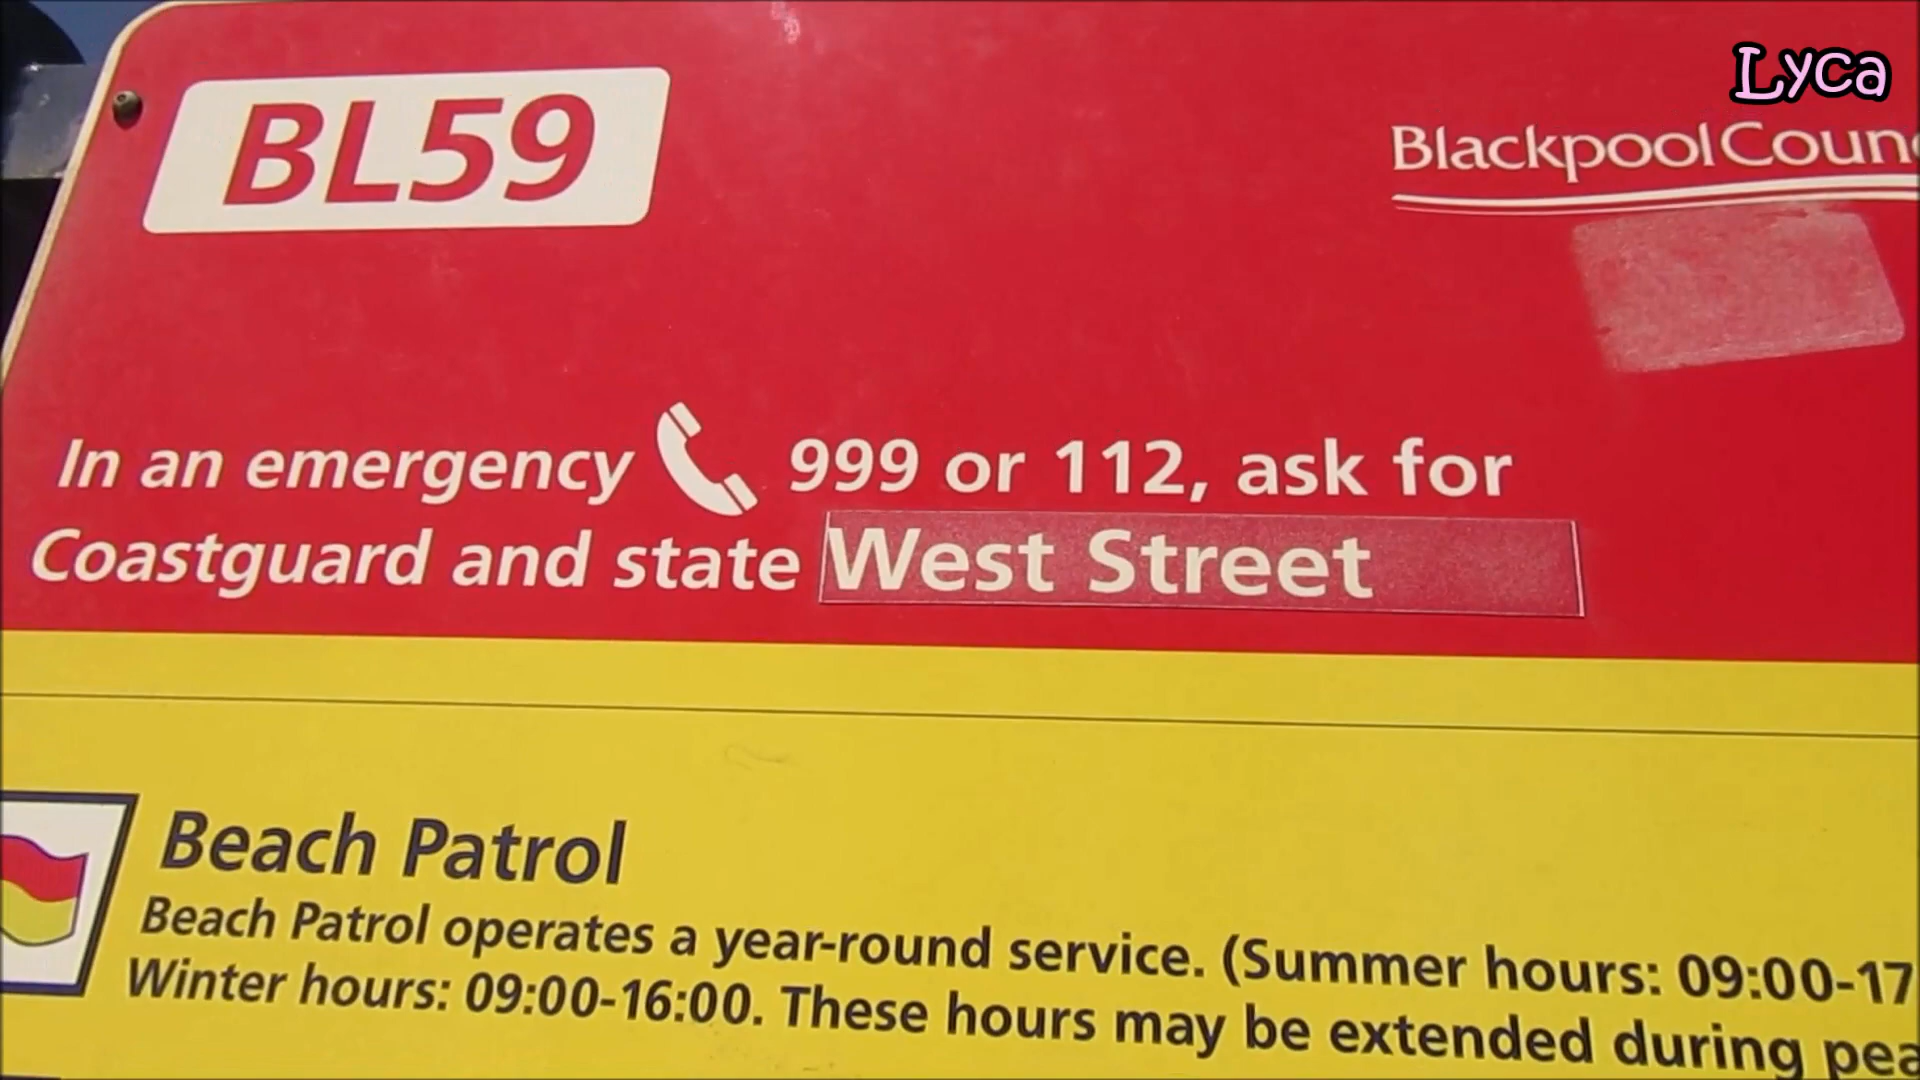 Lyca
BL59
Blackpool Coun
In an emergency 999 or 112, ask for
Coastguard and state West Street
Beach Patrol
Beach Patrol operates a year-round service. (Summer hours: 09:00-17
Winter hours: 09:00-16:00. These hours may be extended during pea